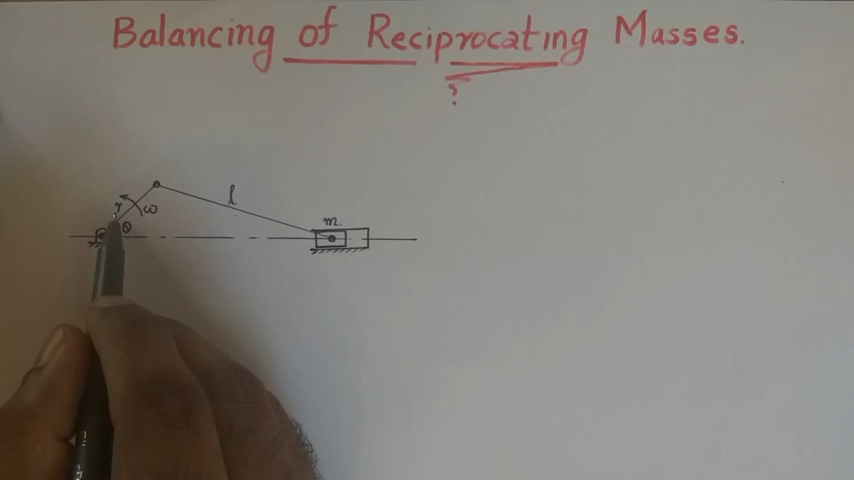 Balancing of Reciprocating Masses.
?
r ω l m.
θ